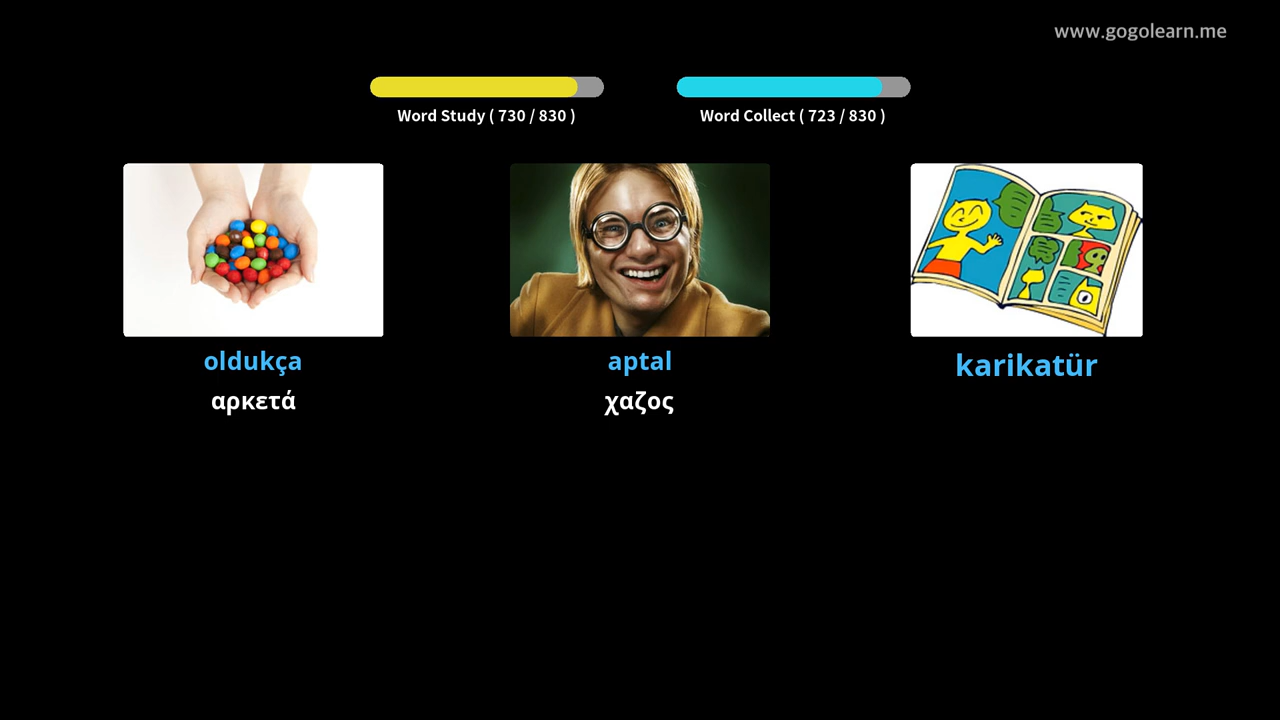 www.gogolearn.me
Word Study ( 730 / 830 )
Word Collect ( 723 / 830 )
oldukça
αρκετά
aptal
χαζος
karikatür